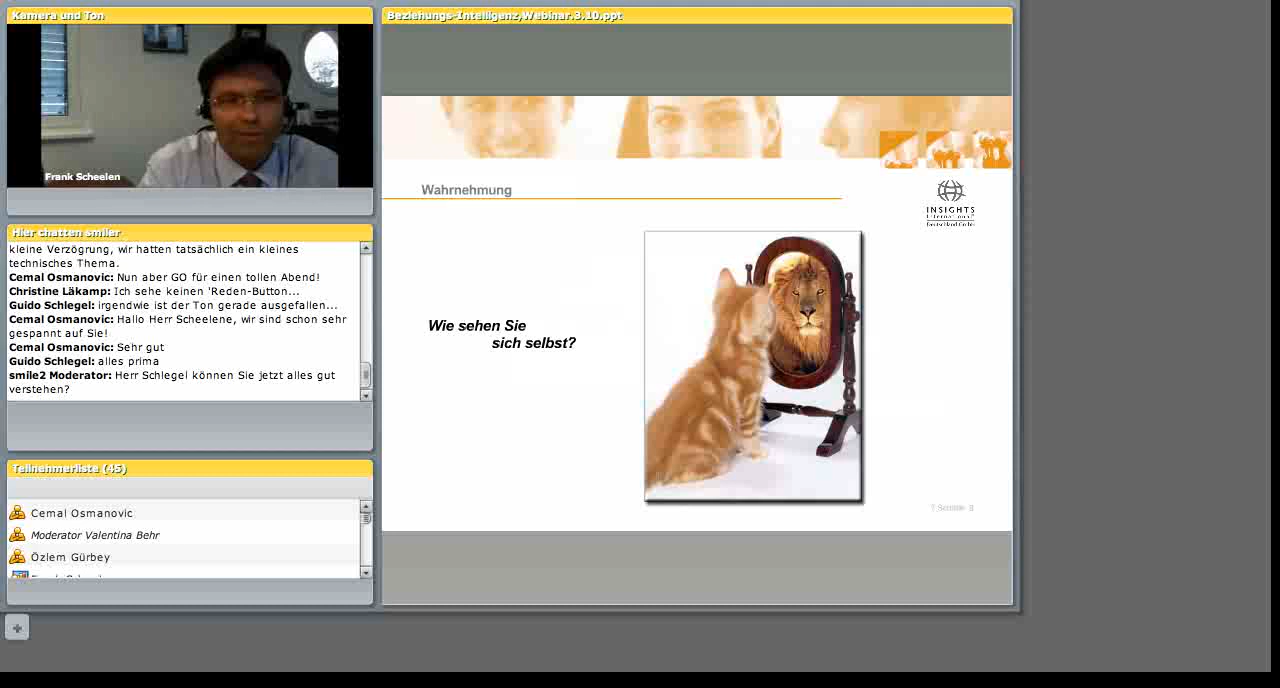 Kamera und Ton
Frank Scheelen
Hier chatten smiler
kleine Verzögrung, wir hatten tatsächlich ein kleines
technisches Thema.
Cemal Osmanovic: Nun aber GO für einen tollen Abend!
Christine Läkamp: Ich sehe keinen 'Reden-Button...
Guido Schlegel: irgendwie ist der Ton gerade ausgefallen...
Cemal Osmanovic: Hallo Herr Scheelene, wir sind schon sehr
gespannt auf Sie!
Cemal Osmanovic: Sehr gut
Guido Schlegel: alles prima
smile2 Moderator: Herr Schlegel können Sie jetzt alles gut
verstehen?
Teilnehmerliste (45)
Cemal Osmanovic
Moderator Valentina Behr
Özlem Gürbey
Beziehungs-Intelligenz,Webinar.3.10.ppt
Wahrnehmung
INSIGHTS
International
Deutschland GmbH
Wie sehen Sie
sich selbst?